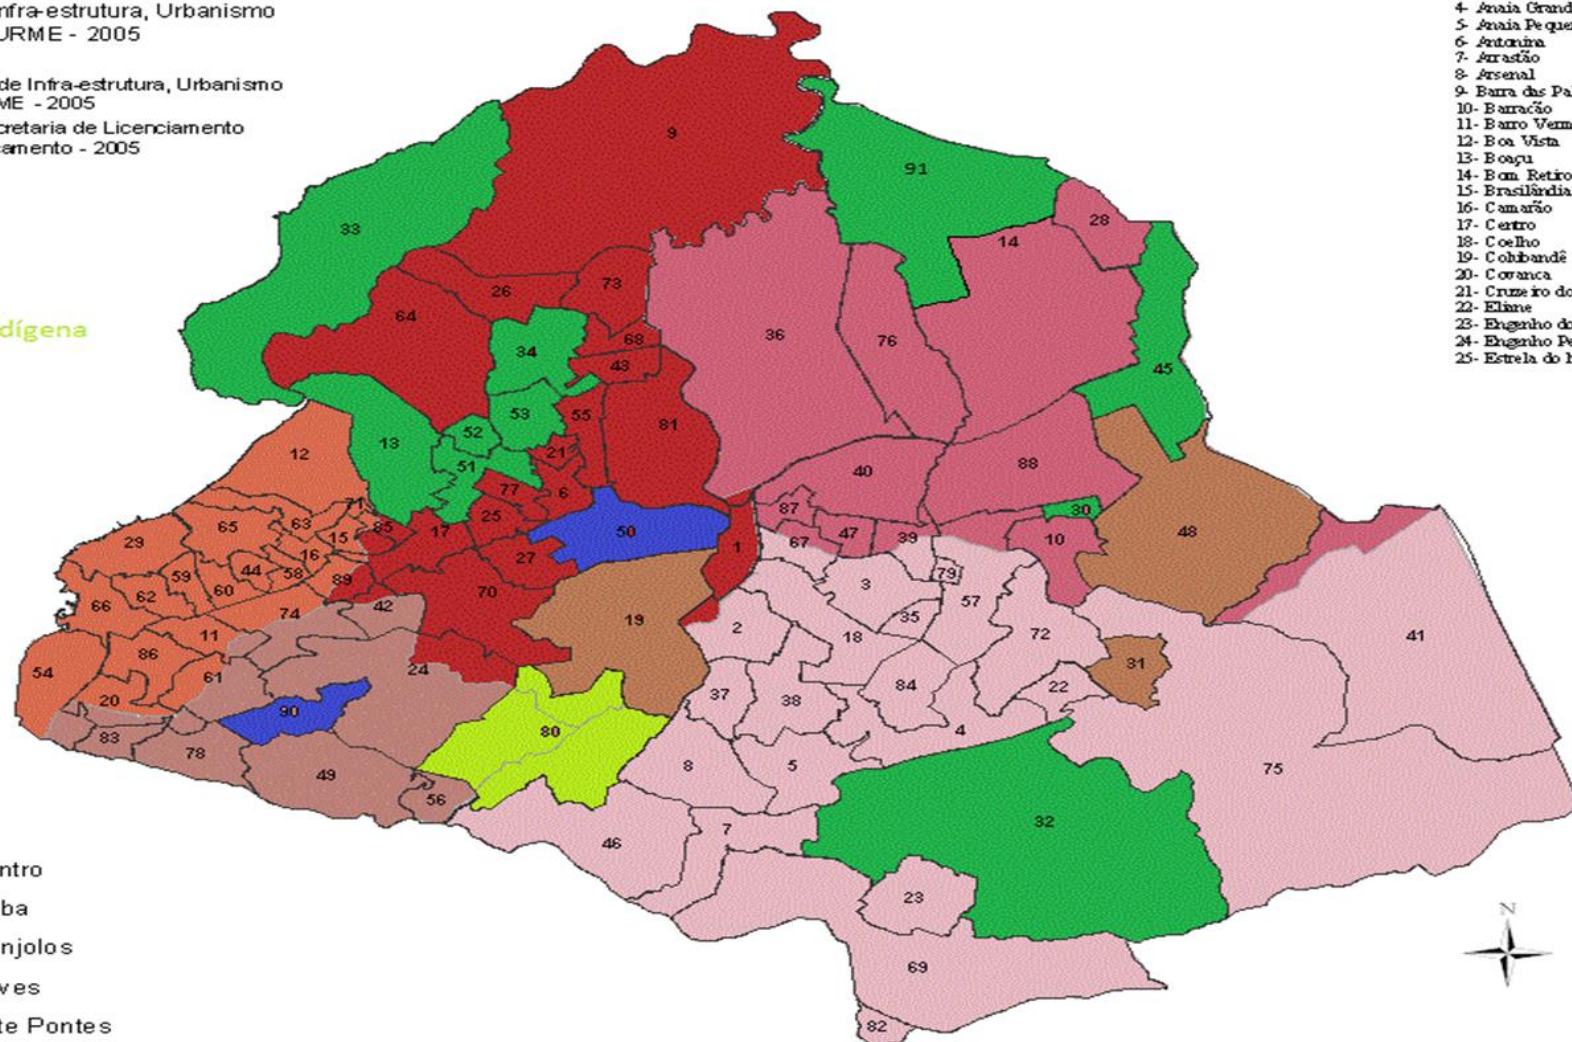 nfra-estrutura, Urbanismo
URME - 2005
de Infra-estrutura, Urbanismo
ME - 2005
cretaria de Licenciamento
camento - 2005
dígena
4- Anaia Grand
5- Anaia Peque
6- Antonina
7- Arrastão
8- Arsenal
9- Barra das Pal
10- Barracão
11- Barro Verm
12- Boa Vista
13- Boaçu
14- Bom Retiro
15- Brasilândia
16- Camarão
17- Centro
18- Coelho
19- Colubandê
20- Covanca
21- Cruzeiro do
22- Eliane
23- Engenho do
24- Engenho Pe
25- Estrela do
9
91
33
28
14
26
73
64
36
76
68
34
43
45
53
55
81
52
13
21
12
51
40
88
77
6
71
87
30
25
65
63
85
17
50
48
29
15
67
47
39
10
1
16
27
44
58
59
89
79
60
3
62
70
57
66
42
74
35
19
2
11
18
72
41
86
31
54
24
61
84
22
37
20
38
90
80
4
83
78
8
5
75
49
56
32
7
46
23
69
82
ntro
ba
njolos
ves
te Pontes
N